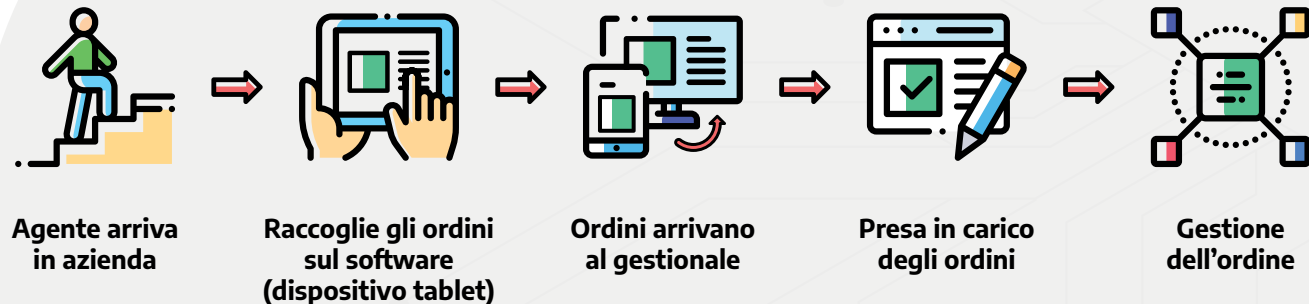 Agente arriva
in azienda
Raccoglie gli ordini
sul software
(dispositivo tablet)
Ordini arrivano
al gestionale
Presa in carico
degli ordini
Gestione
dell’ordine